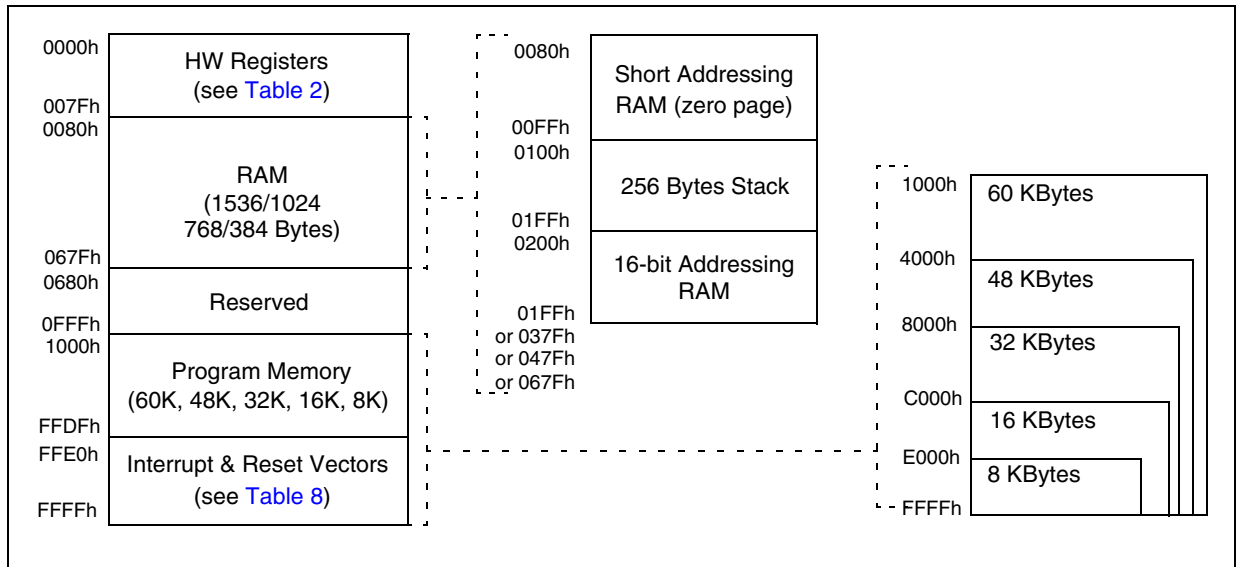 0000h
HW Registers
(see Table 2)
007Fh
0080h
RAM
(1536/1024
768/384 Bytes)
067Fh
0680h
Reserved
0FFFh
1000h
Program Memory
(60K, 48K, 32K, 16K, 8K)
FFDFh
FFE0h
Interrupt & Reset Vectors
(see Table 8)
FFFFh
0080h
Short Addressing
RAM (zero page)
00FFh
0100h
256 Bytes Stack
01FFh
0200h
16-bit Addressing
RAM
01FFh
or 037Fh
or 047Fh
or 067Fh
1000h
60 KBytes
4000h
48 KBytes
8000h
32 KBytes
C000h
16 KBytes
E000h
8 KBytes
FFFFh